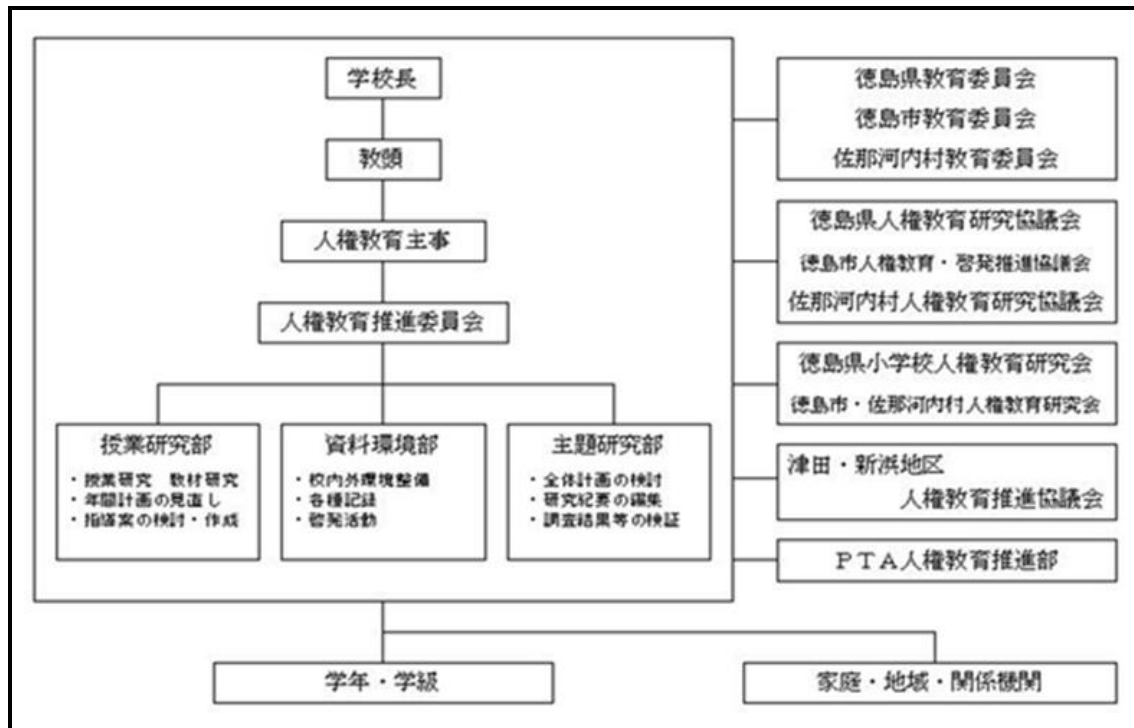 学校長
教頭
人権教育主事
人権教育推進委員会
授業研究部
・授業研究　教材研究
・年間計画の見直し
・指導案の検討・作成
資料環境部
・校内外環境整備
・各種記録
・啓発活動
主題研究部
・全体計画の検討
・研究紀要の編集
・調査結果等の検証
徳島県教育委員会
徳島市教育委員会
佐那河内村教育委員会
徳島県人権教育研究協議会
徳島市人権教育・啓発推進協議会
佐那河内村人権教育研究協議会
徳島県小学校人権教育研究会
徳島市・佐那河内村人権教育研究会
津田・新浜地区
人権教育推進協議会
ＰＴＡ人権教育推進部
学年・学級
家庭・地域・関係機関